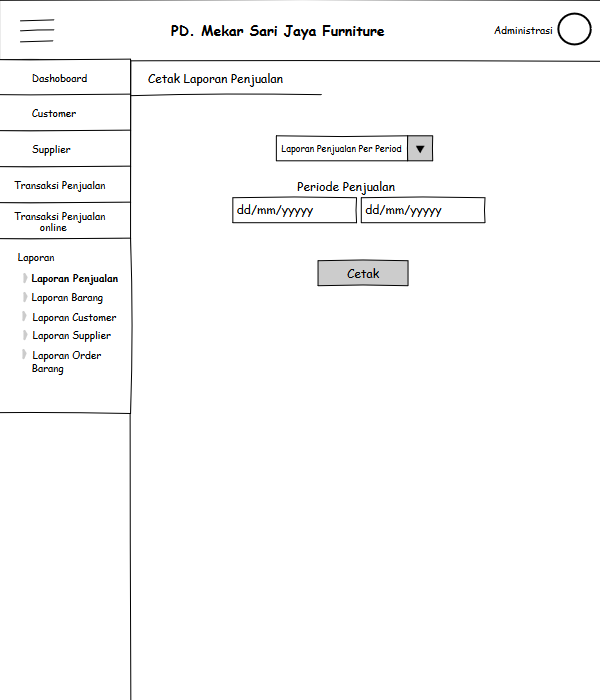 PD. Mekar Sari Jaya Furniture
Administrasi
Dashoboard
Customer
Supplier
Transaksi Penjualan
Transaksi Penjualan
online
Laporan
Laporan Penjualan
Laporan Barang
Laporan Customer
Laporan Supplier
Laporan Order
Barang
Cetak Laporan Penjualan
Laporan Penjualan Per Period
Periode Penjualan
dd/mm/yyyyy dd/mm/yyyyy
Cetak